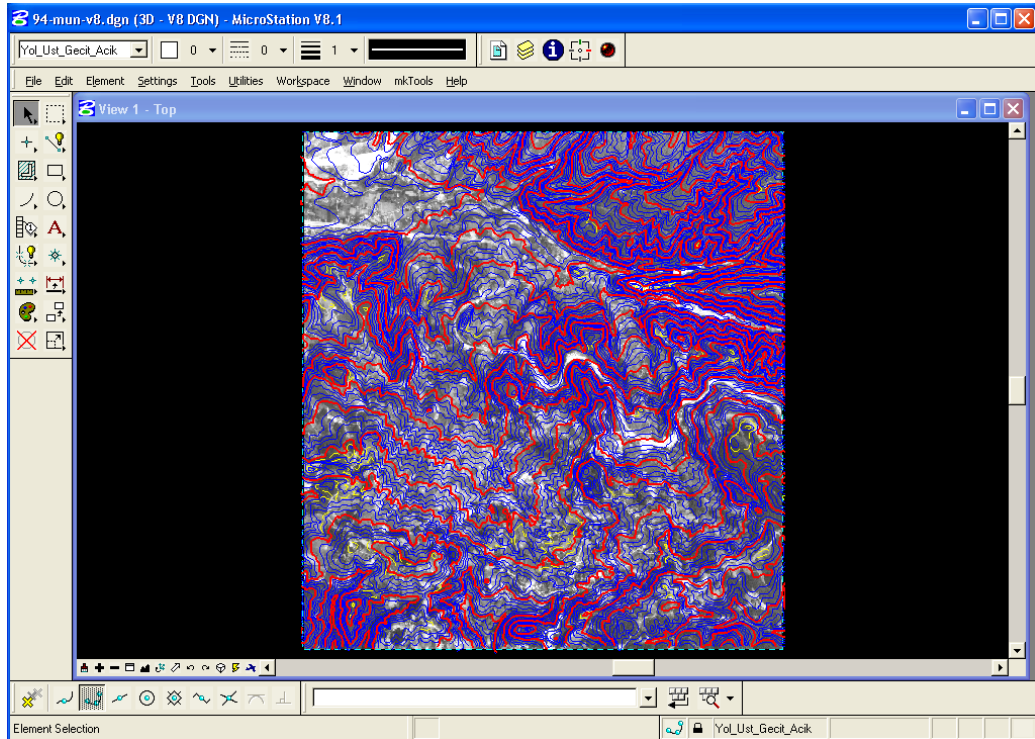 94-mun-v8.dgn (3D - V8 DGN) - MicroStation V8.1
Yol_Ust_Gecit_Acik 0 0 1
File Edit Element Settings Tools Utilities Workspace Window mkTools Help
View 1 - Top
Element Selection
Yol_Ust_Gecit_Acik